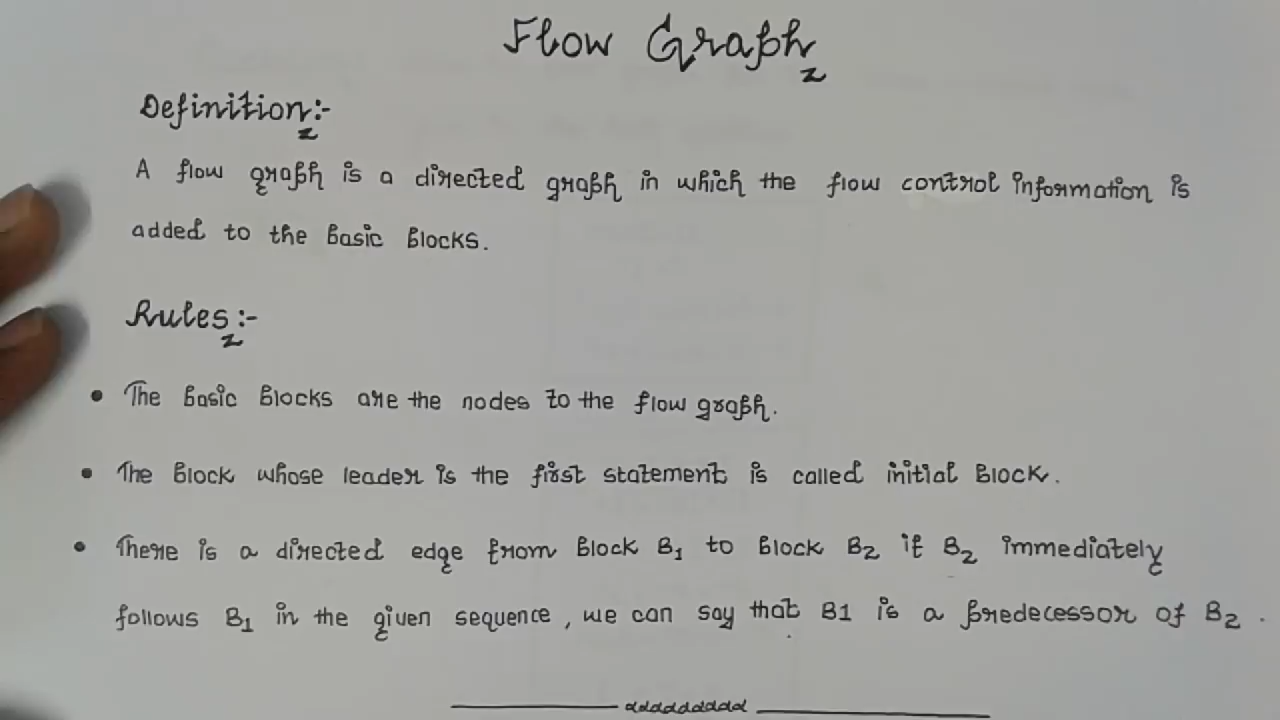 Flow Graph
Definition:-
A flow graph is a directed graph in which the flow control information is
added to the Basic Blocks.
Rules:-
• The Basic Blocks are the nodes to the flow graph.
• The Block whose leader is the first statement is called initial Block.
• There is a directed edge from Block B1 to Block B2 if B2 immediately
follows B1 in the given sequence, we can say that B1 is a predecessor of B2.